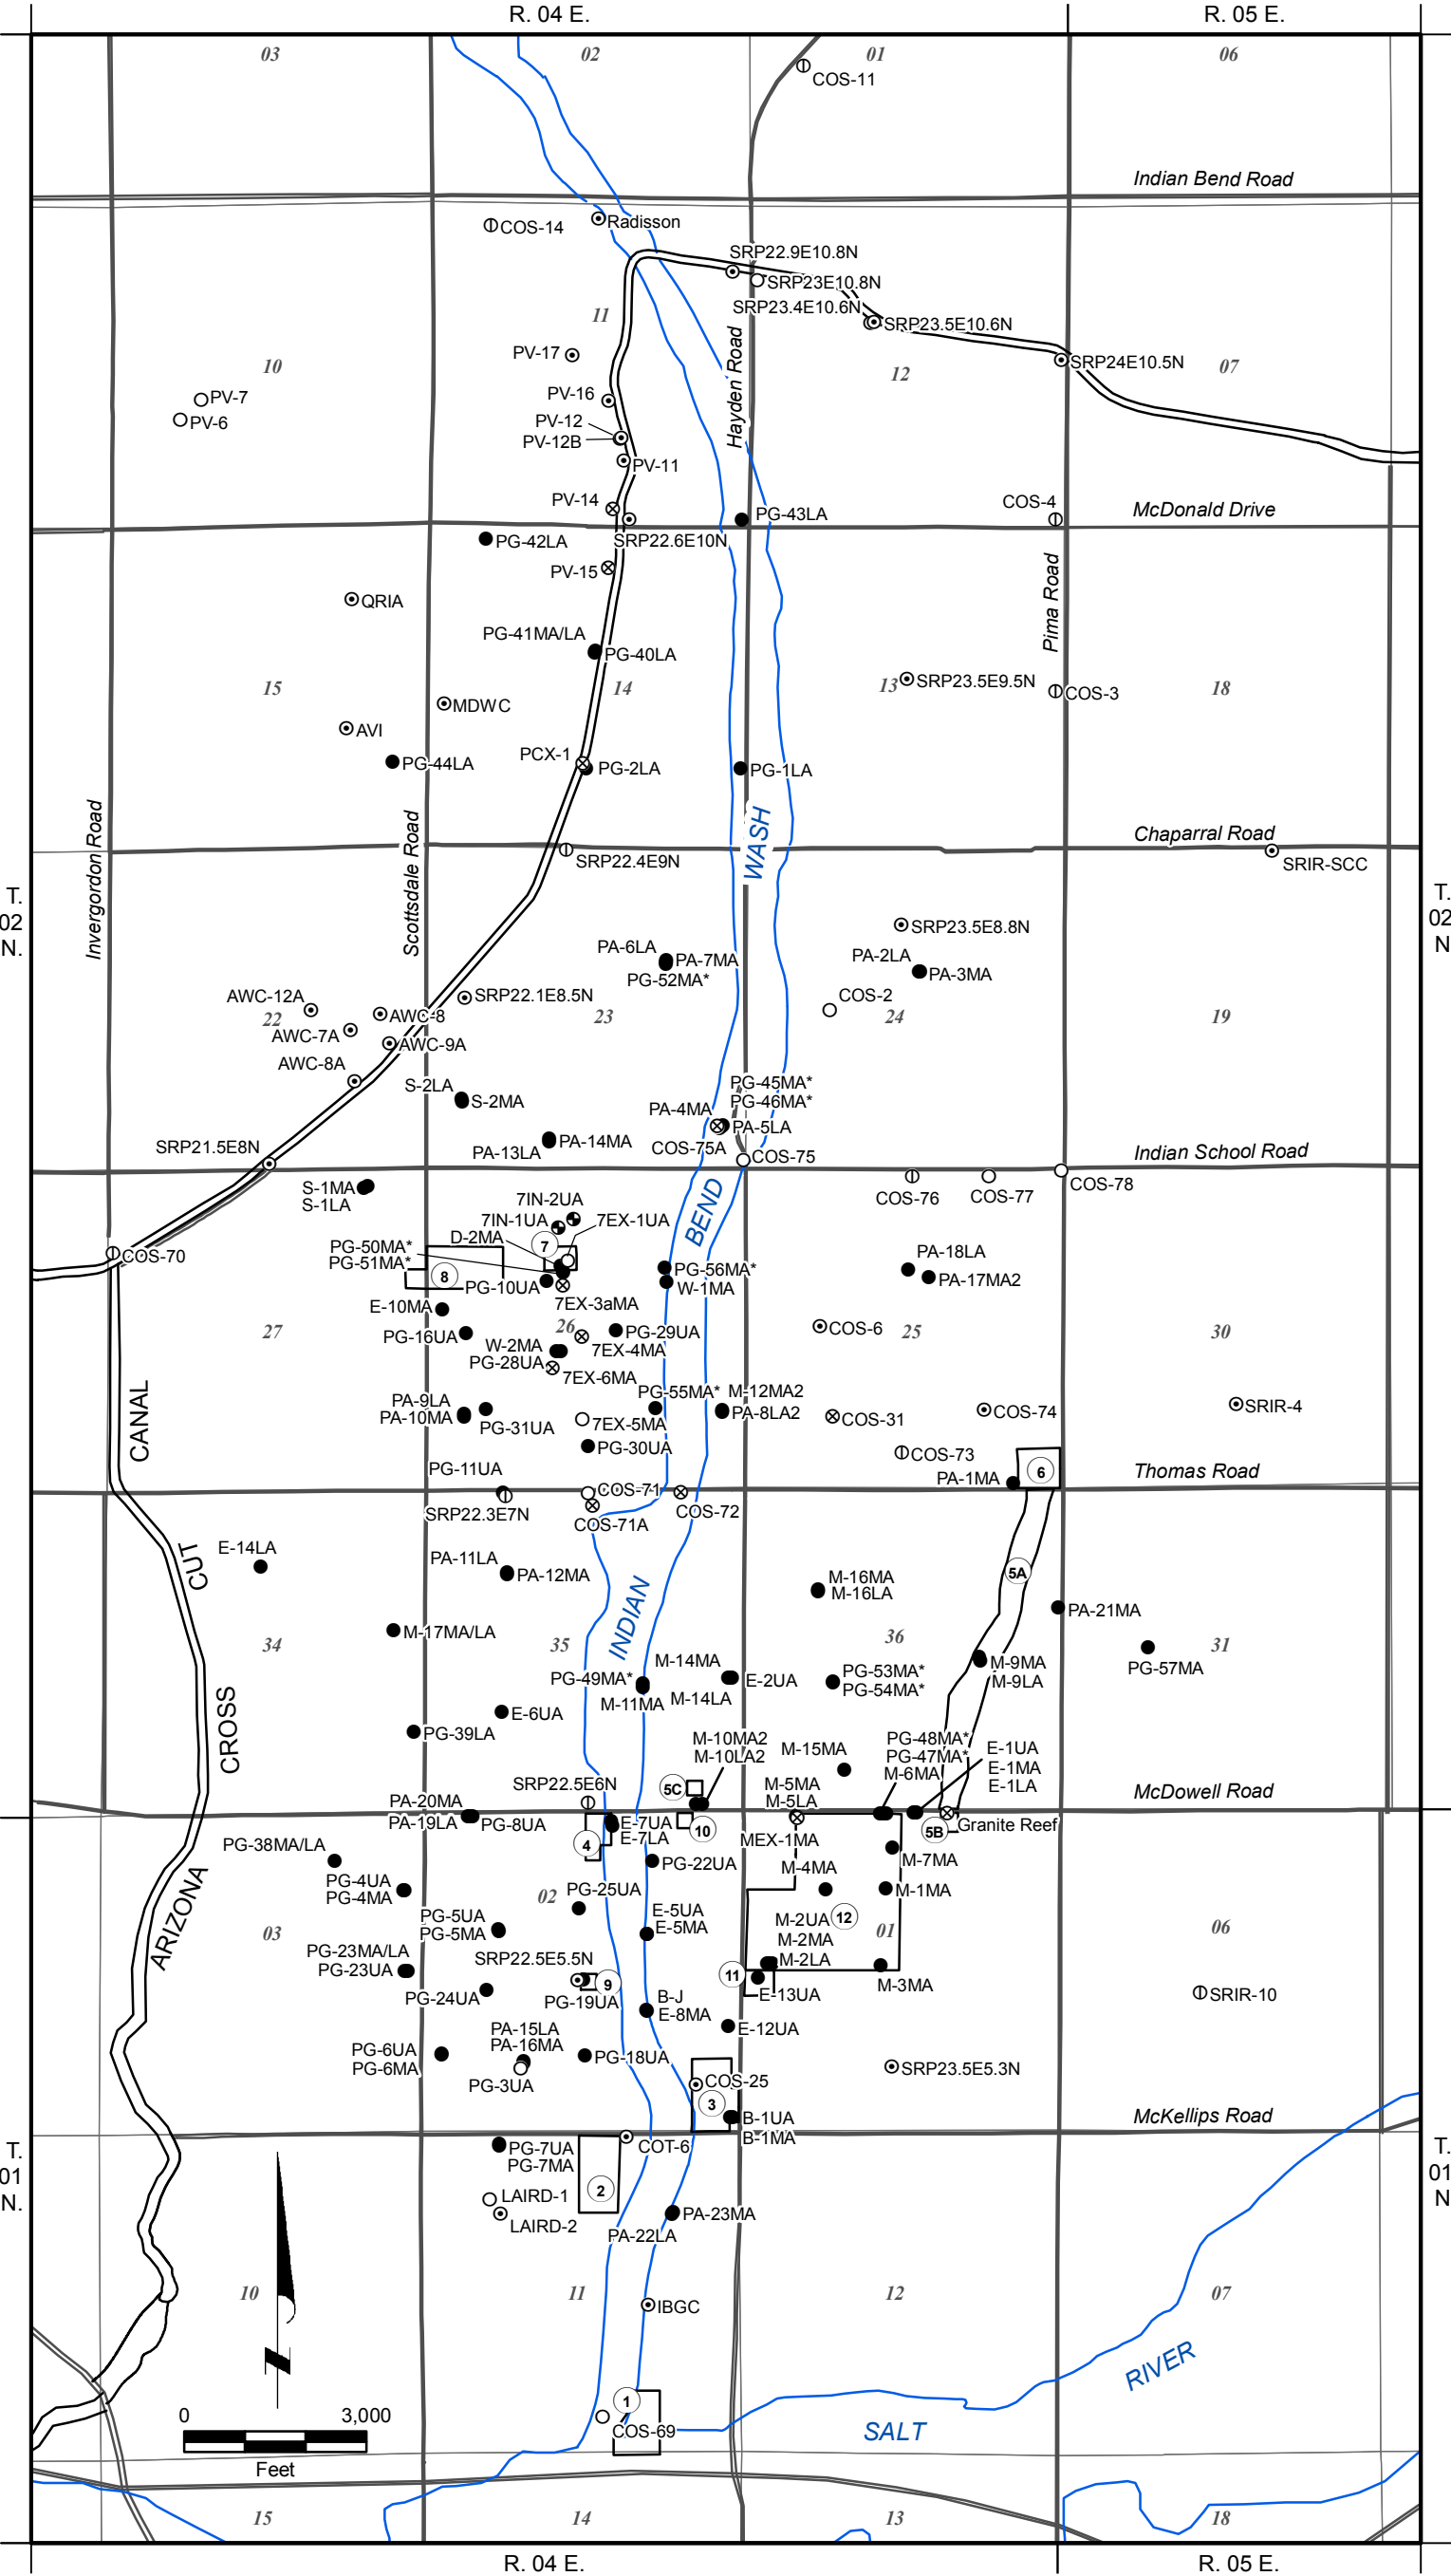 R. 04 E.
R. 05 E.
03
02
01
06
COS-11
Indian Bend Road
COS-14
Radisson
SRP22.9E10.8N
SRP23E10.8N
SRP23.4E10.6N
SRP23.5E10.6N
11
PV-17
Hayden Road
SRP24E10.5N
10
12
07
PV-7
PV-16
PV-6
PV-12
PV-12B
PV-11
PV-14
COS-4
McDonald Drive
PG-43LA
PG-42LA
SRP22.6E10N
PV-15
Pima Road
QRIA
PG-41MA/LA
PG-40LA
15
14
13
SRP23.5E9.5N
18
COS-3
MDWC
AVI
PCX-1
PG-44LA
PG-2LA
PG-1LA
Invergordon Road
Scottsdale Road
WASH
Chaparral Road
SRP22.4E9N
SRIR-SCC
T.
02
N.
T.
02
N
SRP23.5E8.8N
PA-6LA
PA-7MA
PG-52MA*
PA-2LA
PA-3MA
AWC-12A
SRP22.1E8.5N
COS-2
22
AWC-8
23
24
19
AWC-7A
AWC-9A
AWC-8A
S-2LA
S-2MA
PG-45MA*
PG-46MA*
PA-4MA
PA-5LA
SRP21.5E8N
PA-14MA
PA-13LA
COS-75A
COS-75
Indian School Road
S-1MA
S-1LA
COS-76
COS-77
COS-78
7IN-2UA
7IN-1UA
7EX-1UA
D-2MA
BEND
PG-50MA*
PG-51MA*
7
COS-70
8
PG-10UA
PG-56MA*
W-1MA
PA-18LA
PA-17MA2
7EX-3aMA
E-10MA
27
PG-16UA
26
PG-29UA
COS-6
25
30
W-2MA
PG-28UA
7EX-4MA
7EX-6MA
PG-55MA*
M-12MA2
PA-9LA
PA-10MA
PG-31UA
7EX-5MA
PA-8LA2
COS-31
COS-74
SRIR-4
CANAL
PG-30UA
COS-73
PG-11UA
PA-1MA
6
Thomas Road
COS-71
SRP22.3E7N
COS-71A
COS-72
E-14LA
CUT
PA-11LA
PA-12MA
INDIAN
M-16MA
M-16LA
5A
PA-21MA
M-17MA/LA
34
35
36
31
M-14MA
M-9MA
M-9LA
PG-57MA
PG-49MA*
M-11MA
M-14LA
E-2UA
PG-53MA*
PG-54MA*
CROSS
E-6UA
PG-39LA
M-10MA2
M-10LA2
M-15MA
PG-48MA*
PG-47MA*
M-6MA
E-1UA
E-1MA
E-1LA
SRP22.5E6N
5C
M-5MA
M-5LA
McDowell Road
PA-20MA
PA-19LA
PG-8UA
E-7UA
E-7LA
4
10
MEX-1MA
5B
Granite Reef
PG-38MA/LA
PG-22UA
M-4MA
M-7MA
PG-4UA
PG-4MA
02
PG-25UA
M-1MA
ARIZONA
PG-5UA
PG-5MA
E-5UA
E-5MA
M-2UA
M-2MA
M-2LA
12
01
06
03
PG-23MA/LA
PG-23UA
SRP22.5E5.5N
9
11
M-3MA
PG-24UA
PG-19UA
B-J
E-8MA
E-13UA
SRIR-10
PA-15LA
PA-16MA
E-12UA
PG-6UA
PG-6MA
PG-18UA
PG-3UA
SRP23.5E5.3N
COS-25
3
B-1UA
B-1MA
McKellips Road
PG-7UA
PG-7MA
COT-6
T.
01
N.
T.
01
N
LAIRD-1
LAIRD-2
2
PA-23MA
PA-22LA
10
11
12
07
IBGC
N
RIVER
1
0
3,000
Feet
COS-69
SALT
15
14
13
18
R. 04 E.
R. 05 E.